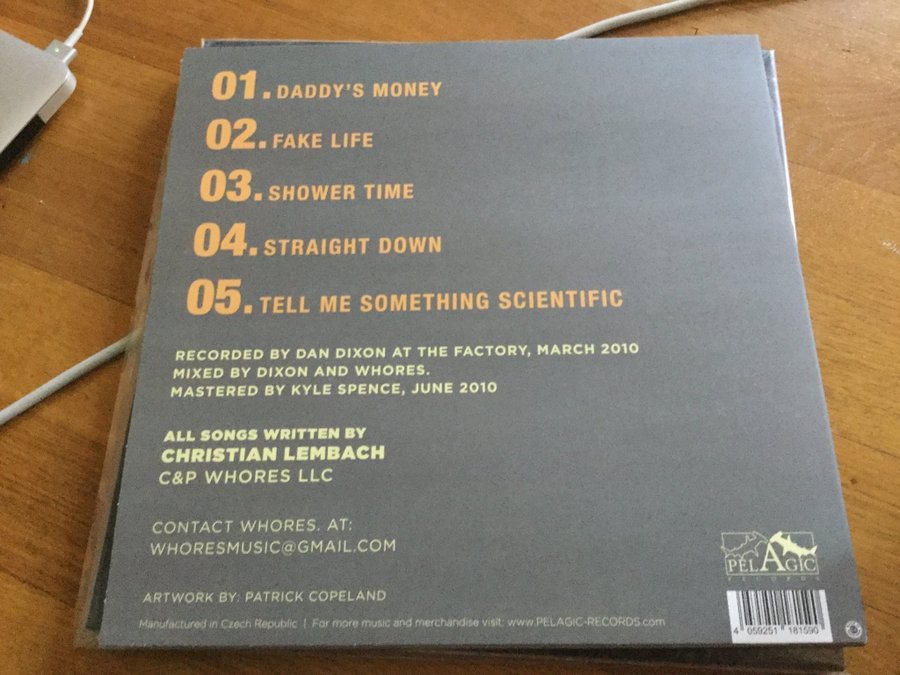 01. DADDY'S MONEY
02. FAKE LIFE
03. SHOWER TIME
04. STRAIGHT DOWN
05. TELL ME SOMETHING SCIENTIFIC
RECORDED BY DAN DIXON AT THE FACTORY, MARCH 2010
MIXED BY DIXON AND WHORES.
MASTERED BY KYLE SPENCE, JUNE 2010
ALL SONGS WRITTEN BY
CHRISTIAN LEMBACH
C&P WHORES LLC
CONTACT WHORES. AT:
WHORESMUSIC@GMAIL.COM
ARTWORK BY: PATRICK COPELAND
Manufactured in Czech Republic | For more music and merchandise visit: www.PELAGIC-RECORDS.com
PELAGIC
RECORDS
4 059251 181590